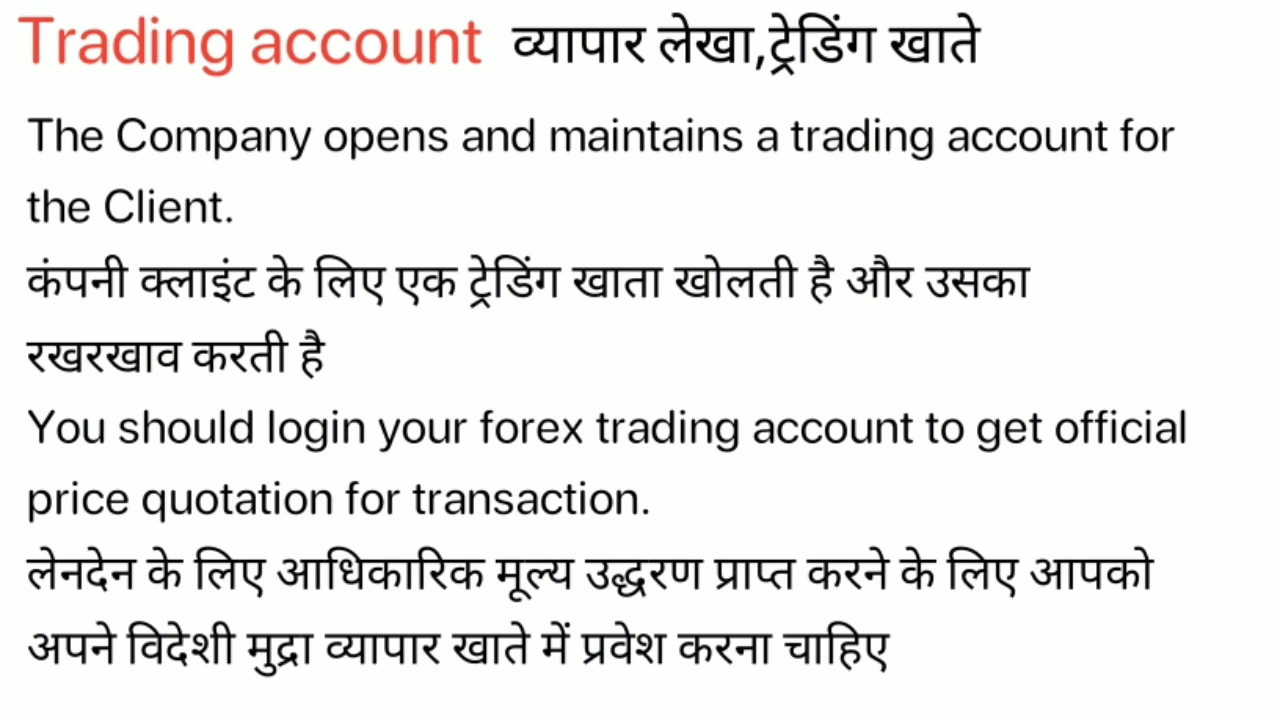 Trading account व्यापार लेखा,ट्रेडिंग खाते
The Company opens and maintains a trading account for
the Client.
कंपनी क्लाइंट के लिए एक ट्रेडिंग खाता खोलती है और उसका
रखरखाव करती है
You should login your forex trading account to get official
price quotation for transaction.
लेनदेन के लिए आधिकारिक मूल्य उद्धरण प्राप्त करने के लिए आपको
अपने विदेशी मुद्रा व्यापार खाते में प्रवेश करना चाहिए